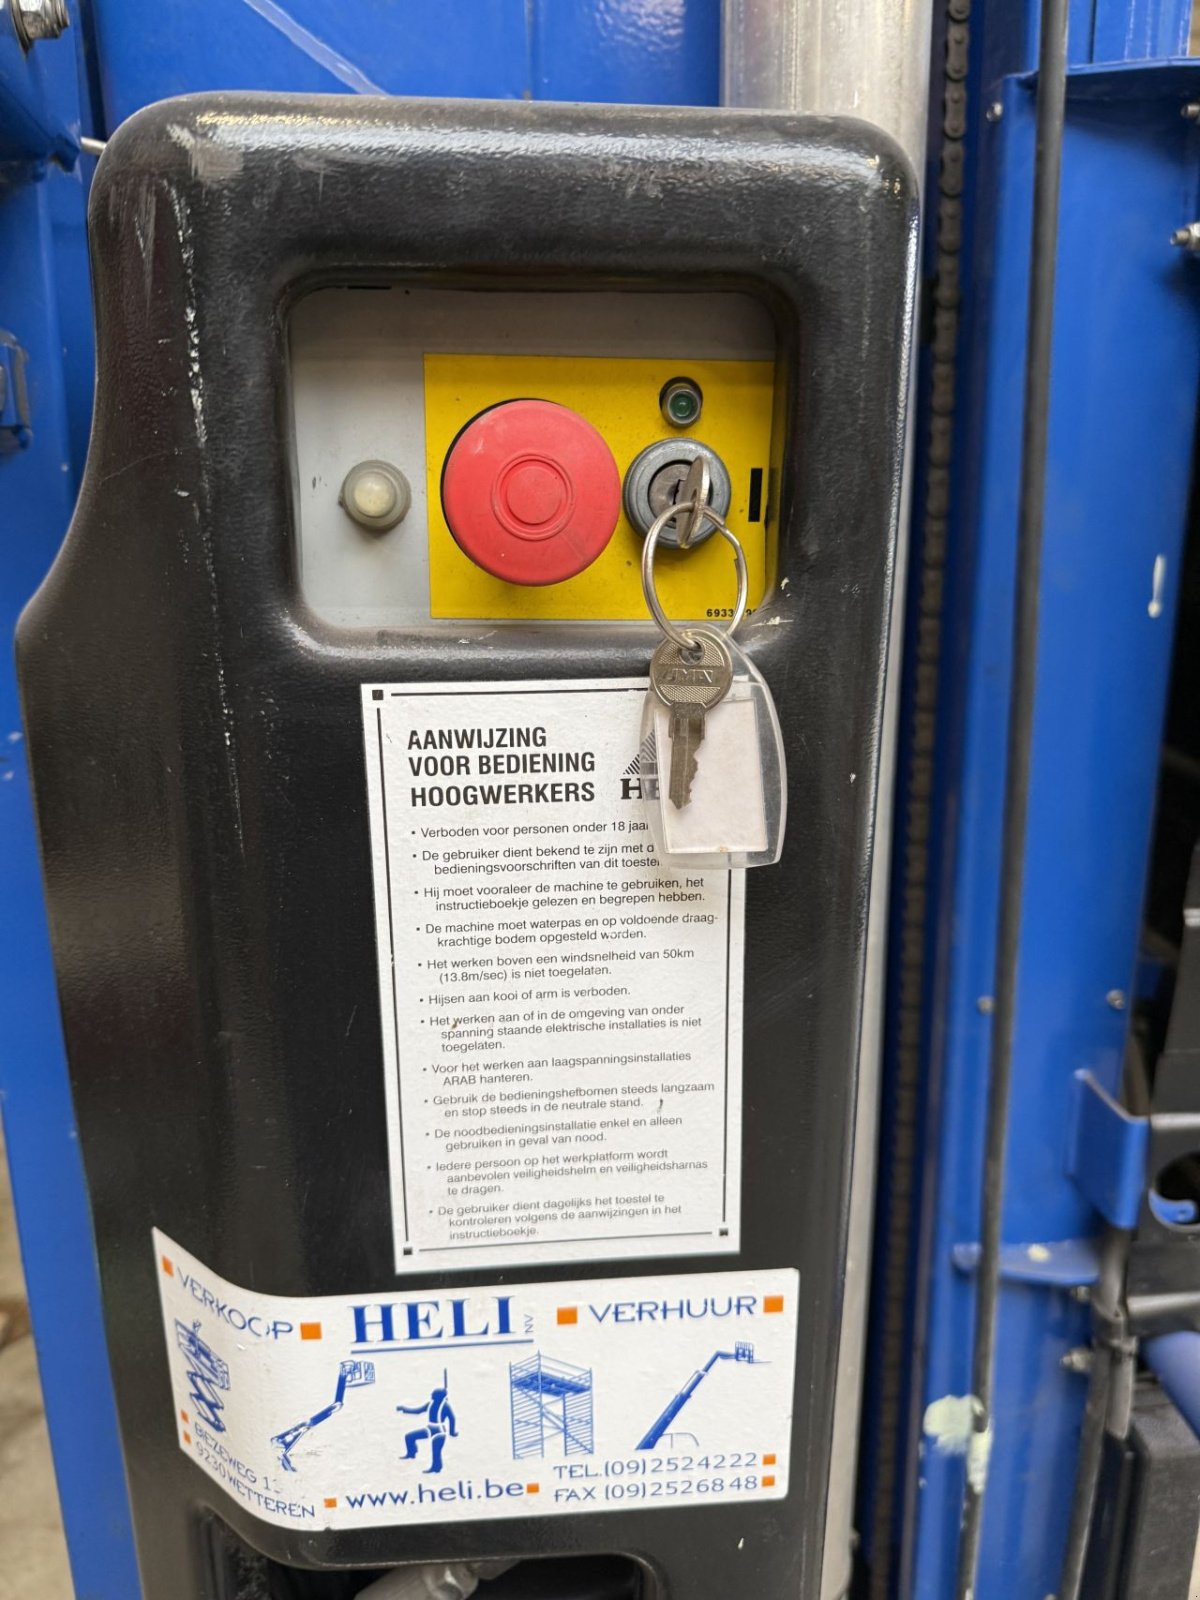 AANWIJZING
VOOR BEDIENING
HOOGWERKERS
• Verboden voor personen onder 18 jaar
• De gebruiker dient bekend te zijn met d
bedieningsvoorschriften van dit toestel.
• Hij moet vooraleer de machine te gebruiken, het
instructieboekje gelezen en begrepen hebben.
• De machine moet waterpas en op voldoende draag-
krachtige bodem opgesteld worden.
• Het werken boven een windsnelheid van 50km
(13.8m/sec) is niet toegelaten.
• Hijsen aan kooi of arm is verboden.
• Het werken aan of in de omgeving van onder
spanning staande elektrische installaties is niet
toegelaten.
• Voor het werken aan laagspanningsinstallaties
ARAB hanteren.
• Gebruik de bedieningshefbomen steeds langzaam
en stop steeds in de neutrale stand.
• De noodbedieningsinstallatie enkel en alleen
gebruiken in geval van nood.
• Iedere persoon op het werkplatform wordt
aanbevolen veiligheidshelm en veiligheidsharnas
te dragen.
• De gebruiker dient dagelijks het toestel te
kontroleren volgens de aanwijzingen in het
instructieboekje.
VERKOOP HELI NV VERHUUR
BIEZEWEG
9230 WETTEREN
www.heli.be
TEL.(09)2524222
FAX (09)2526848